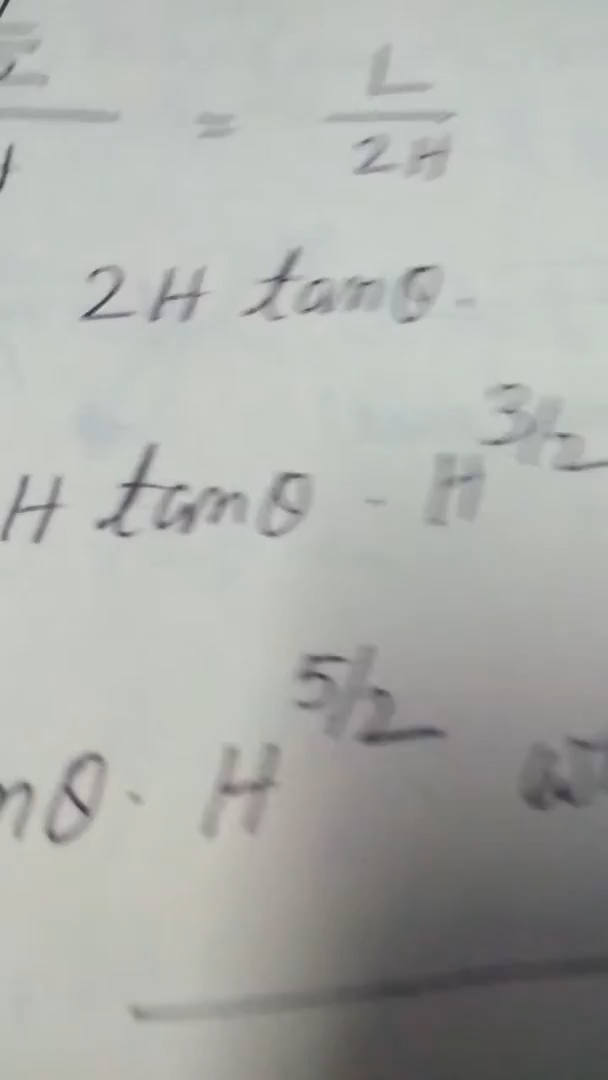 = L/2H
2H tanθ.
H tanθ · H^3/2
nθ · H^5/2